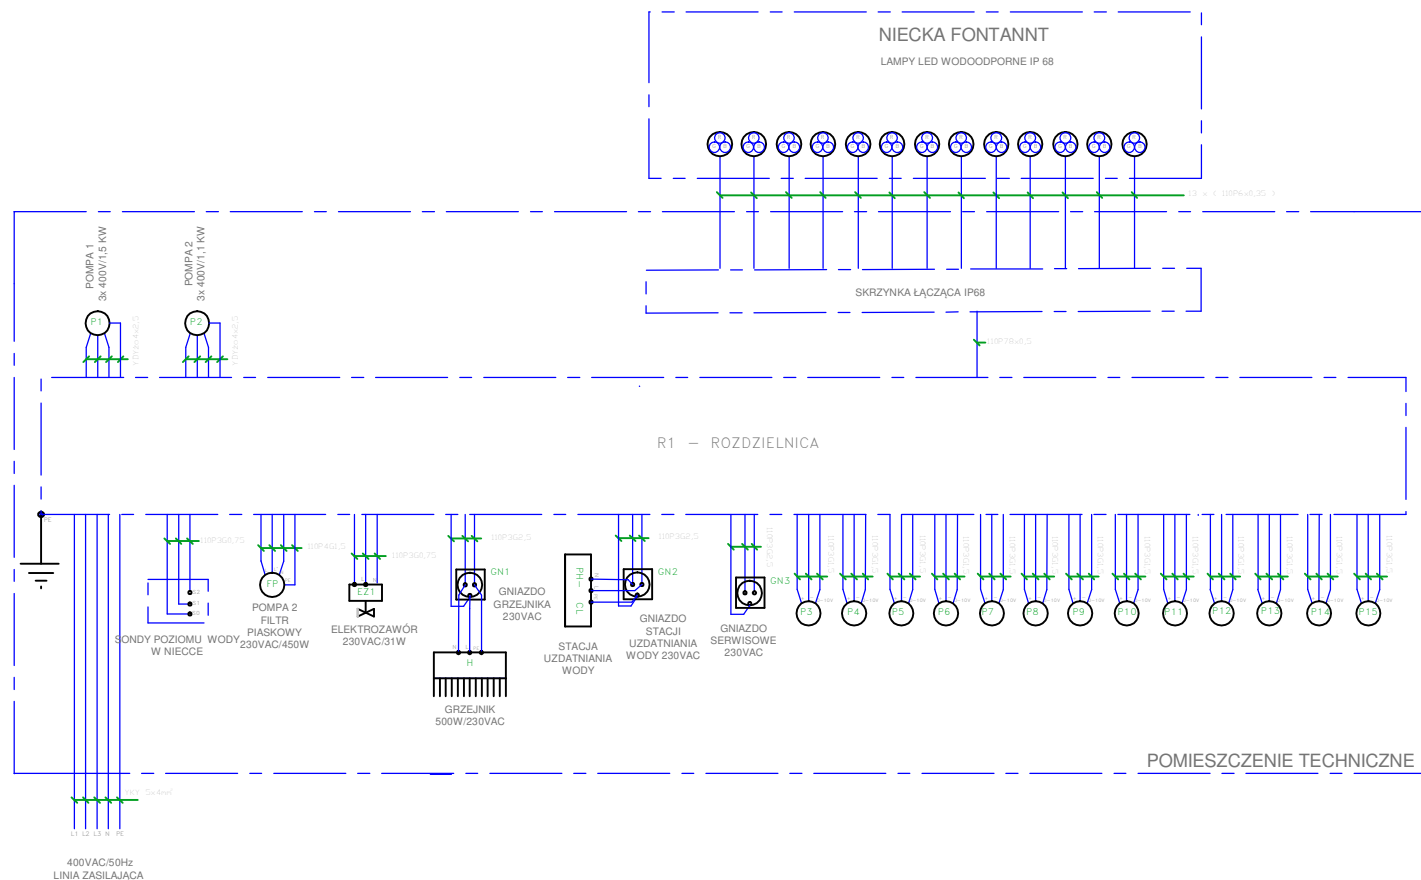 NIECKA FONTANNT
LAMPY LED WODOODPORNE IP 68
POMPA 1
3x 400V/1,5 KW
POMPA 2
3x 400V/1,1 KW
SKRZYNKA ŁĄCZĄCA IP68
P1
P2
R1 – ROZDZIELNICA
PE
SONDY POZIOMU WODY
W NIECCE
FP
POMPA 2
FILTR
PIASKOWY
230VAC/450W
EZ1
ELEKTROZAWÓR
230VAC/31W
GN1
GNIAZDO
GRZEJNIKA
230VAC
H
GRZEJNIK
500W/230VAC
PH- CL
STACJA
UZDATNIANIA
WODY
GN2
GNIAZDO
STACJI
UZDATNIANIA
WODY 230VAC
GN3
GNIAZDO
SERWISOWE
230VAC
P3
P4
P5
P6
P7
P8
P9
P10
P11
P12
P13
P14
P15
POMIESZCZENIE TECHNICZNE
L1 L2 L3 N PE
400VAC/50Hz
LINIA ZASILAJĄCA